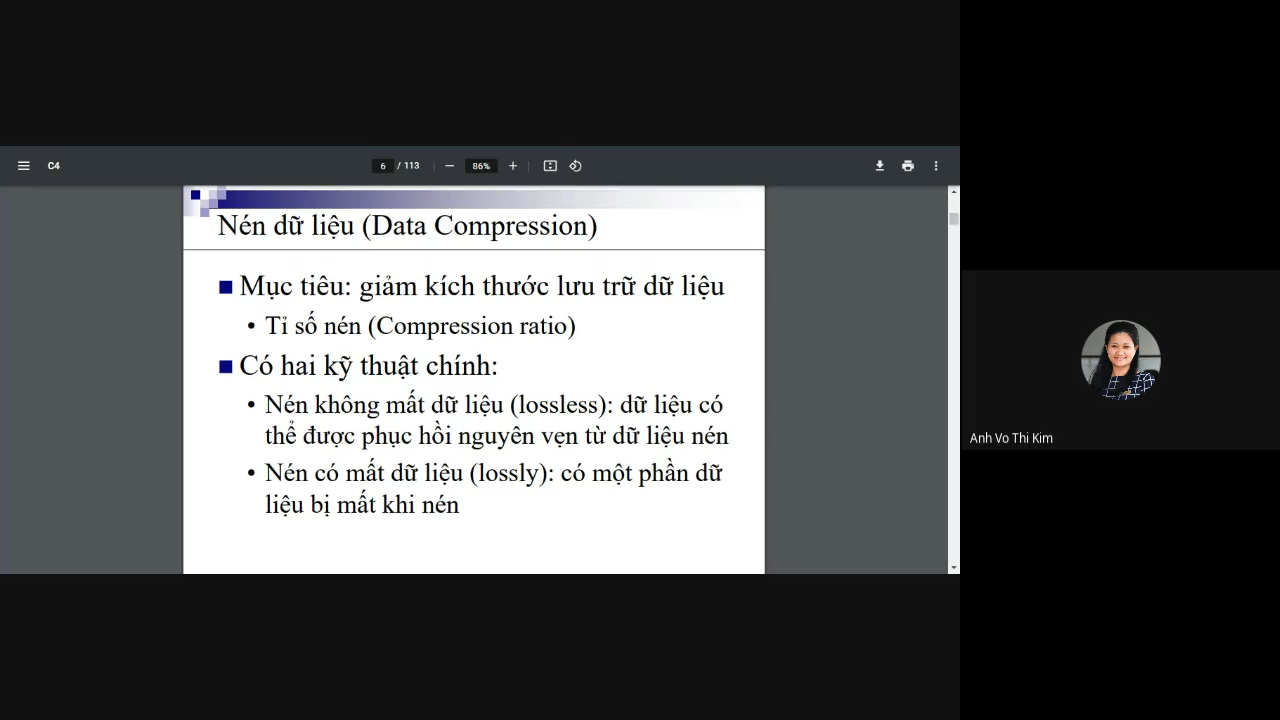 C4
6 / 113
86%
Nén dữ liệu (Data Compression)
Mục tiêu: giảm kích thước lưu trữ dữ liệu
• Tỉ số nén (Compression ratio)
Có hai kỹ thuật chính:
• Nén không mất dữ liệu (lossless): dữ liệu có
thể được phục hồi nguyên vẹn từ dữ liệu nén
• Nén có mất dữ liệu (lossly): có một phần dữ
liệu bị mất khi nén
Anh Vo Thi Kim